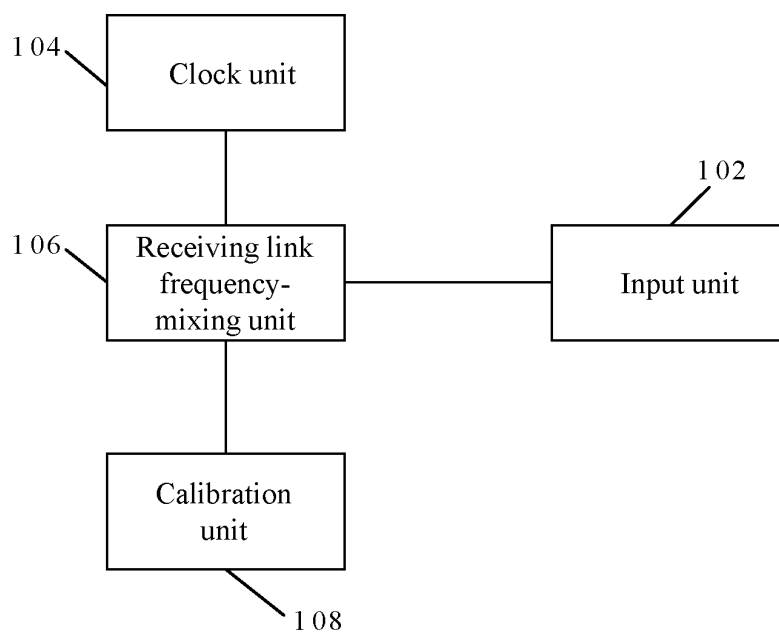 104
Clock unit
102
106
Receiving link
frequency-
mixing unit
Input unit
Calibration
unit
108